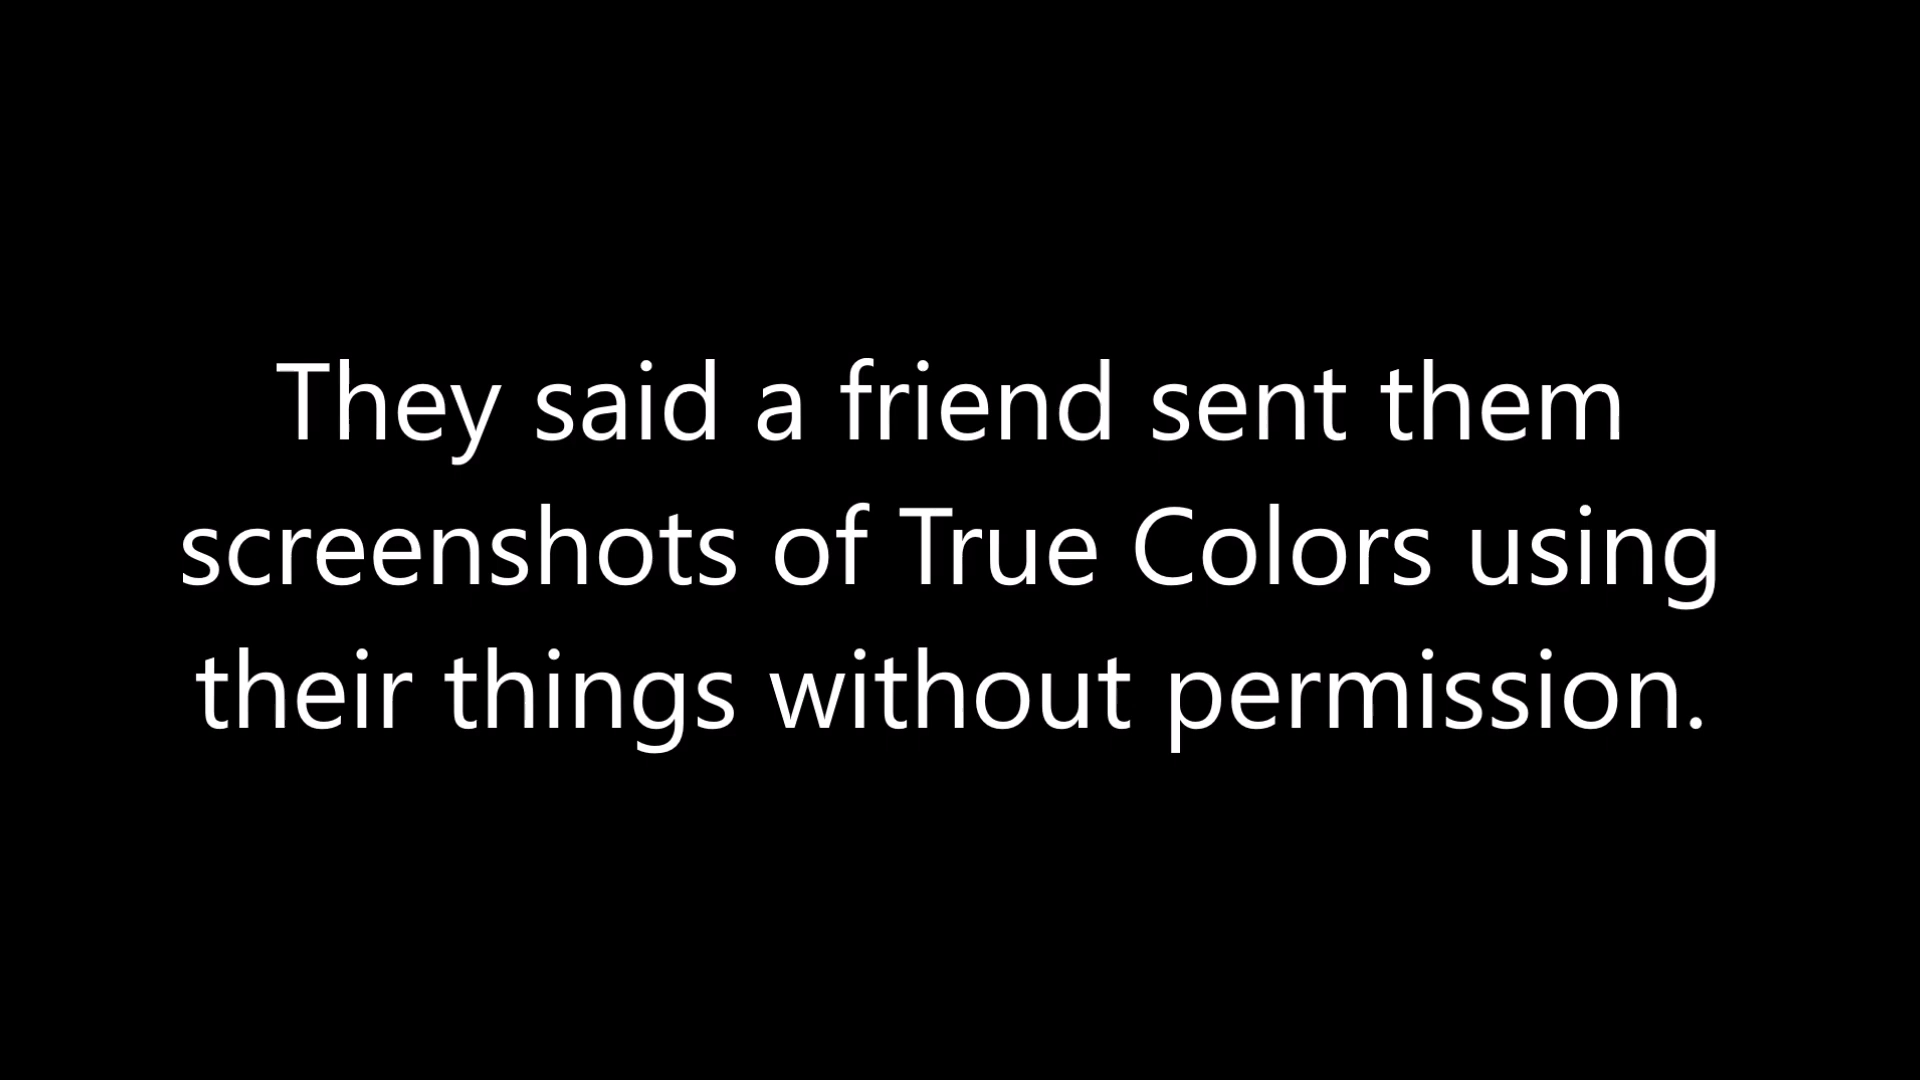 They said a friend sent them
screenshots of True Colors using
their things without permission.